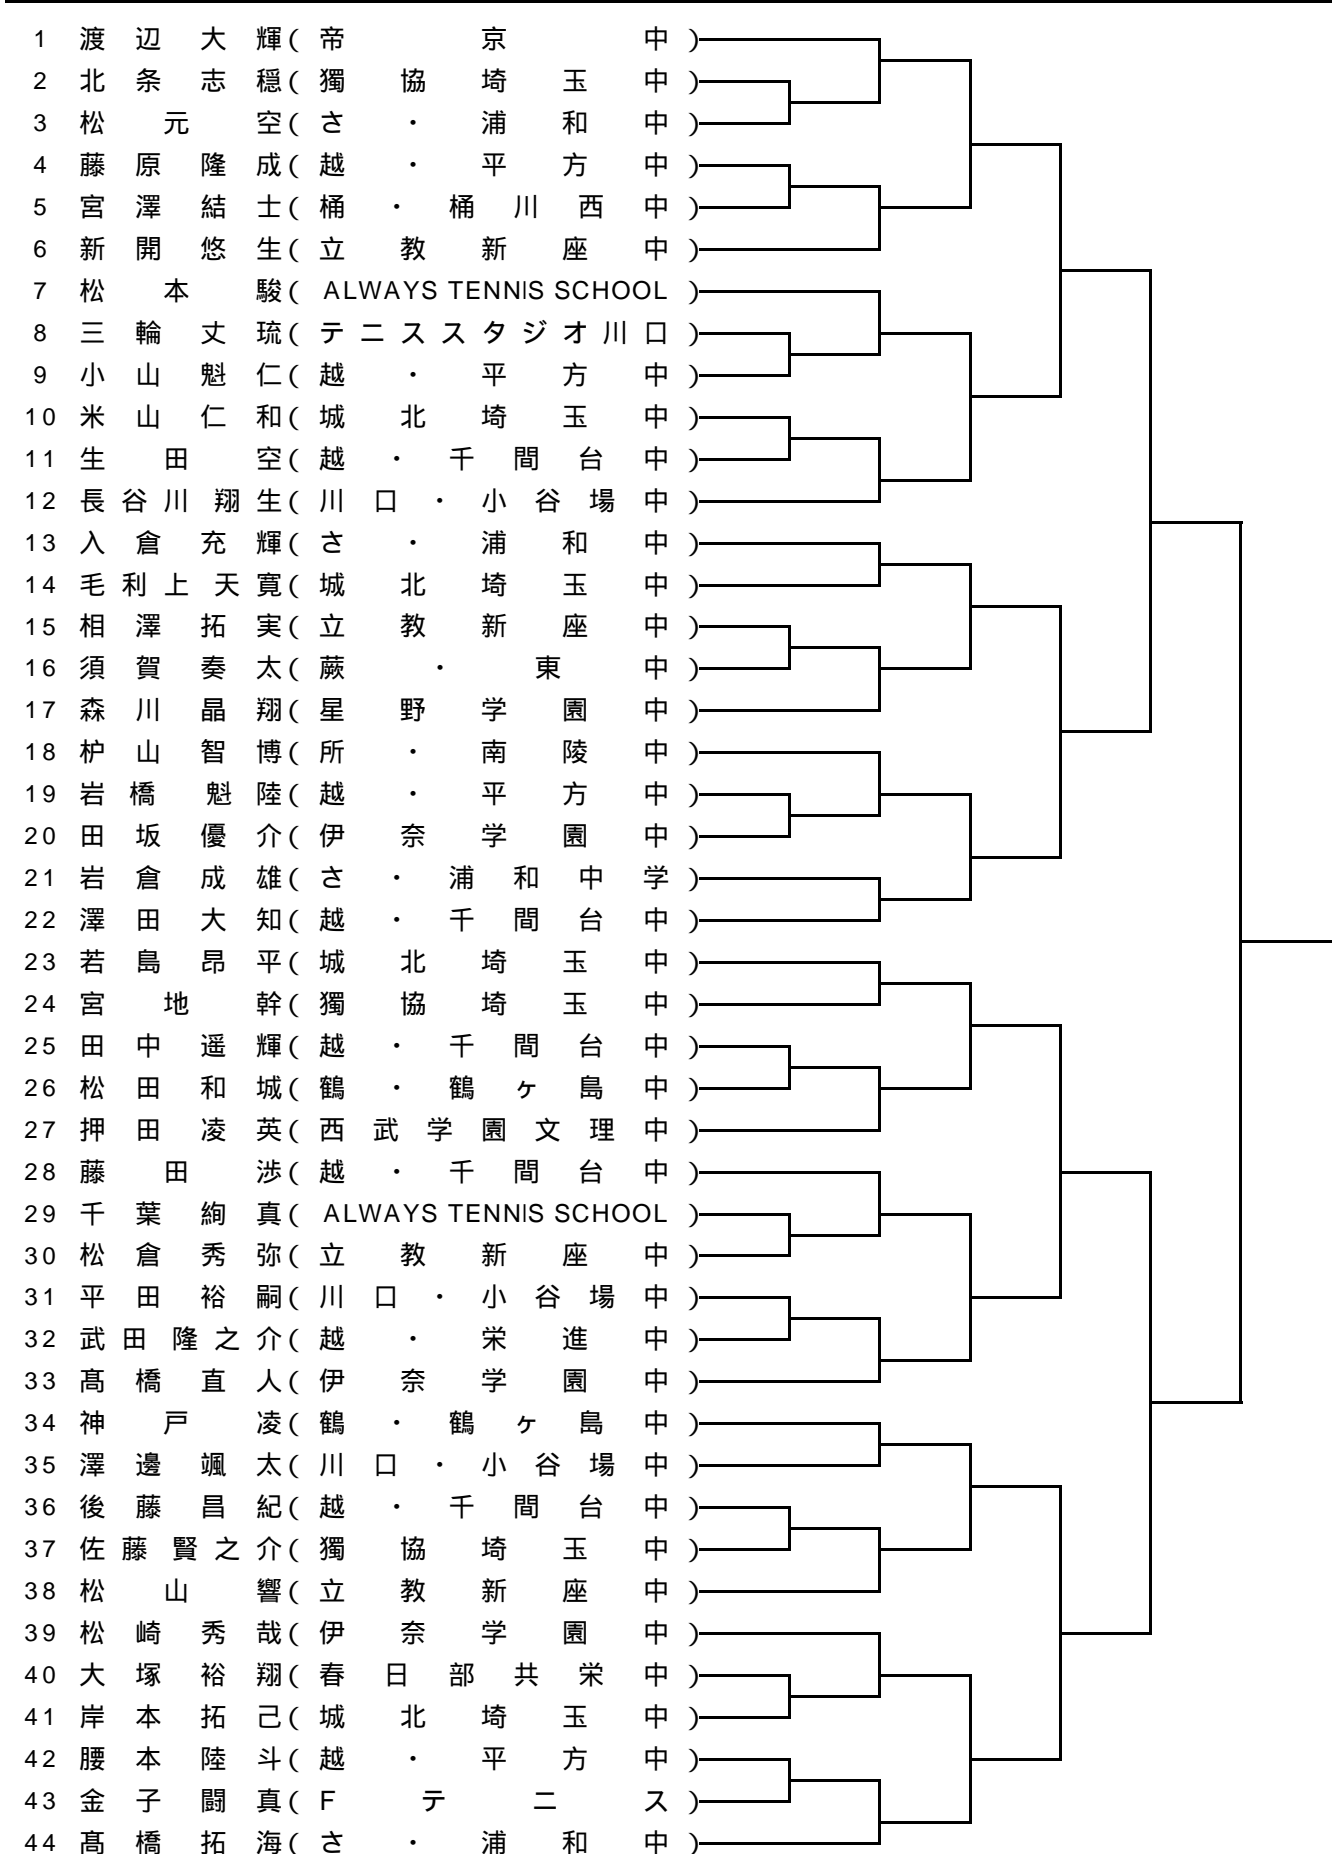 1 渡辺大輝(帝京中)
2 北条志穏(獨協埼玉中)
3 松元空(さ・浦和中)
4 藤原隆成(越・平方中)
5 宮澤結士(桶・桶川西中)
6 新開悠生(立教新座中)
7 松本駿(ALWAYS TENNIS SCHOOL)
8 三輪丈琉(テニススタジオ川口)
9 小山魁仁(越・平方中)
10 米山仁和(城北埼玉中)
11 生田空(越・千間台中)
12 長谷川翔生(川口・小谷場中)
13 入倉充輝(さ・浦和中)
14 毛利上天寛(城北埼玉中)
15 相澤拓実(立教新座中)
16 須賀奏太(蕨・東中)
17 森川晶翔(星野学園中)
18 枦山智博(所・南陵中)
19 岩橋魁陸(越・平方中)
20 田坂優介(伊奈学園中)
21 岩倉成雄(さ・浦和中学)
22 澤田大知(越・千間台中)
23 若島昂平(城北埼玉中)
24 宮地幹(獨協埼玉中)
25 田中遥輝(越・千間台中)
26 松田和城(鶴・鶴ヶ島中)
27 押田凌英(西武学園文理中)
28 藤田渉(越・千間台中)
29 千葉絢真(ALWAYS TENNIS SCHOOL)
30 松倉秀弥(立教新座中)
31 平田裕嗣(川口・小谷場中)
32 武田隆之介(越・栄進中)
33 髙橋直人(伊奈学園中)
34 神戸凌(鶴・鶴ヶ島中)
35 澤邊颯太(川口・小谷場中)
36 後藤昌紀(越・千間台中)
37 佐藤賢之介(獨協埼玉中)
38 松山響(立教新座中)
39 松崎秀哉(伊奈学園中)
40 大塚裕翔(春日部共栄中)
41 岸本拓己(城北埼玉中)
42 腰本陸斗(越・平方中)
43 金子闘真(Fテニス)
44 髙橋拓海(さ・浦和中)